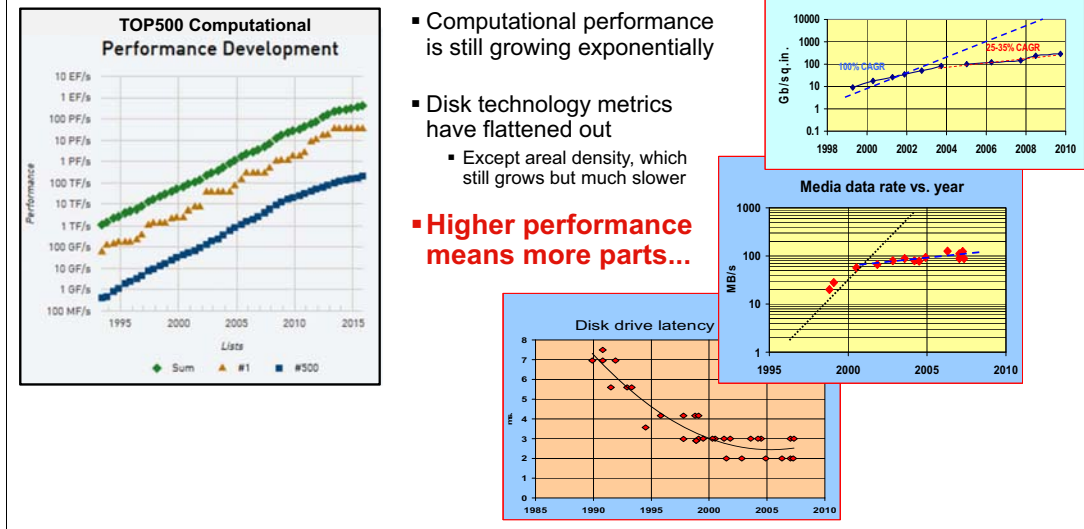 TOP500 Computational
Performance Development
10 EF/s
1 EF/s
100 PF/s
10 PF/s
1 PF/s
100 TF/s
10 TF/s
1 TF/s
100 GF/s
10 GF/s
1 GF/s
100 MF/s
Performance
1995
2000
2005
2010
2015
Lists
Sum
#1
#500
▪ Computational performance
is still growing exponentially
▪ Disk technology metrics
have flattened out
▪ Except areal density, which
still grows but much slower
▪ Higher performance
means more parts...
10000
1000
100
10
1
0.1
Gb/sq.in.
100% CAGR
25-35% CAGR
1998
2000
2002
2004
2006
2008
2010
Media data rate vs. year
1000
100
10
1
MB/s
1995
2000
2005
2010
Disk drive latency
8
7
6
5
4
3
2
1
0
ms.
1985
1990
1995
2000
2005
2010